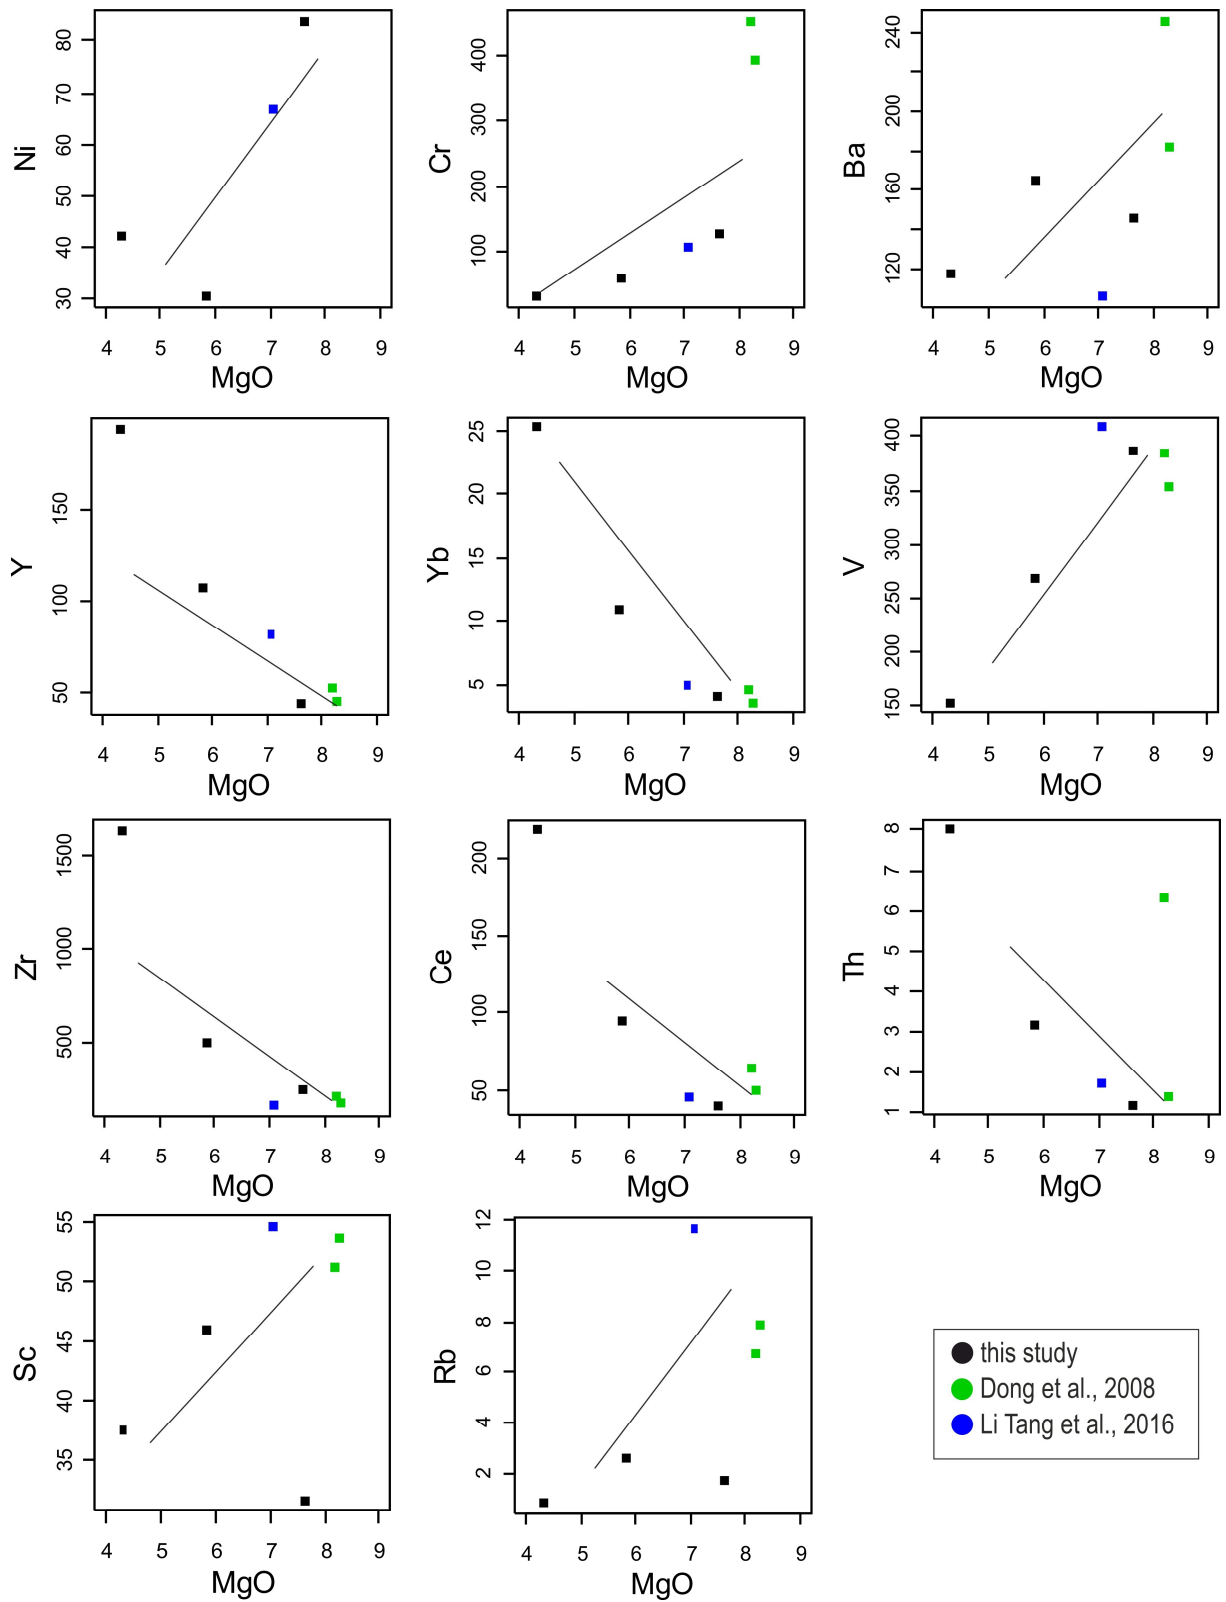 Ni
80
70
60
50
40
30
4 5 6 7 8 9
MgO
Cr
400
300
200
100
4 5 6 7 8 9
MgO
Ba
240
200
160
120
4 5 6 7 8 9
MgO
Y
150
100
50
4 5 6 7 8 9
MgO
Yb
25
20
15
10
5
4 5 6 7 8 9
MgO
V
400
350
300
250
200
150
4 5 6 7 8 9
MgO
Zr
1500
1000
500
4 5 6 7 8 9
MgO
Ce
200
150
100
50
4 5 6 7 8 9
MgO
Th
8
7
6
5
4
3
2
1
4 5 6 7 8 9
MgO
Sc
55
50
45
40
35
4 5 6 7 8 9
MgO
Rb
12
10
8
6
4
2
4 5 6 7 8 9
MgO
this study
Dong et al., 2008
Li Tang et al., 2016